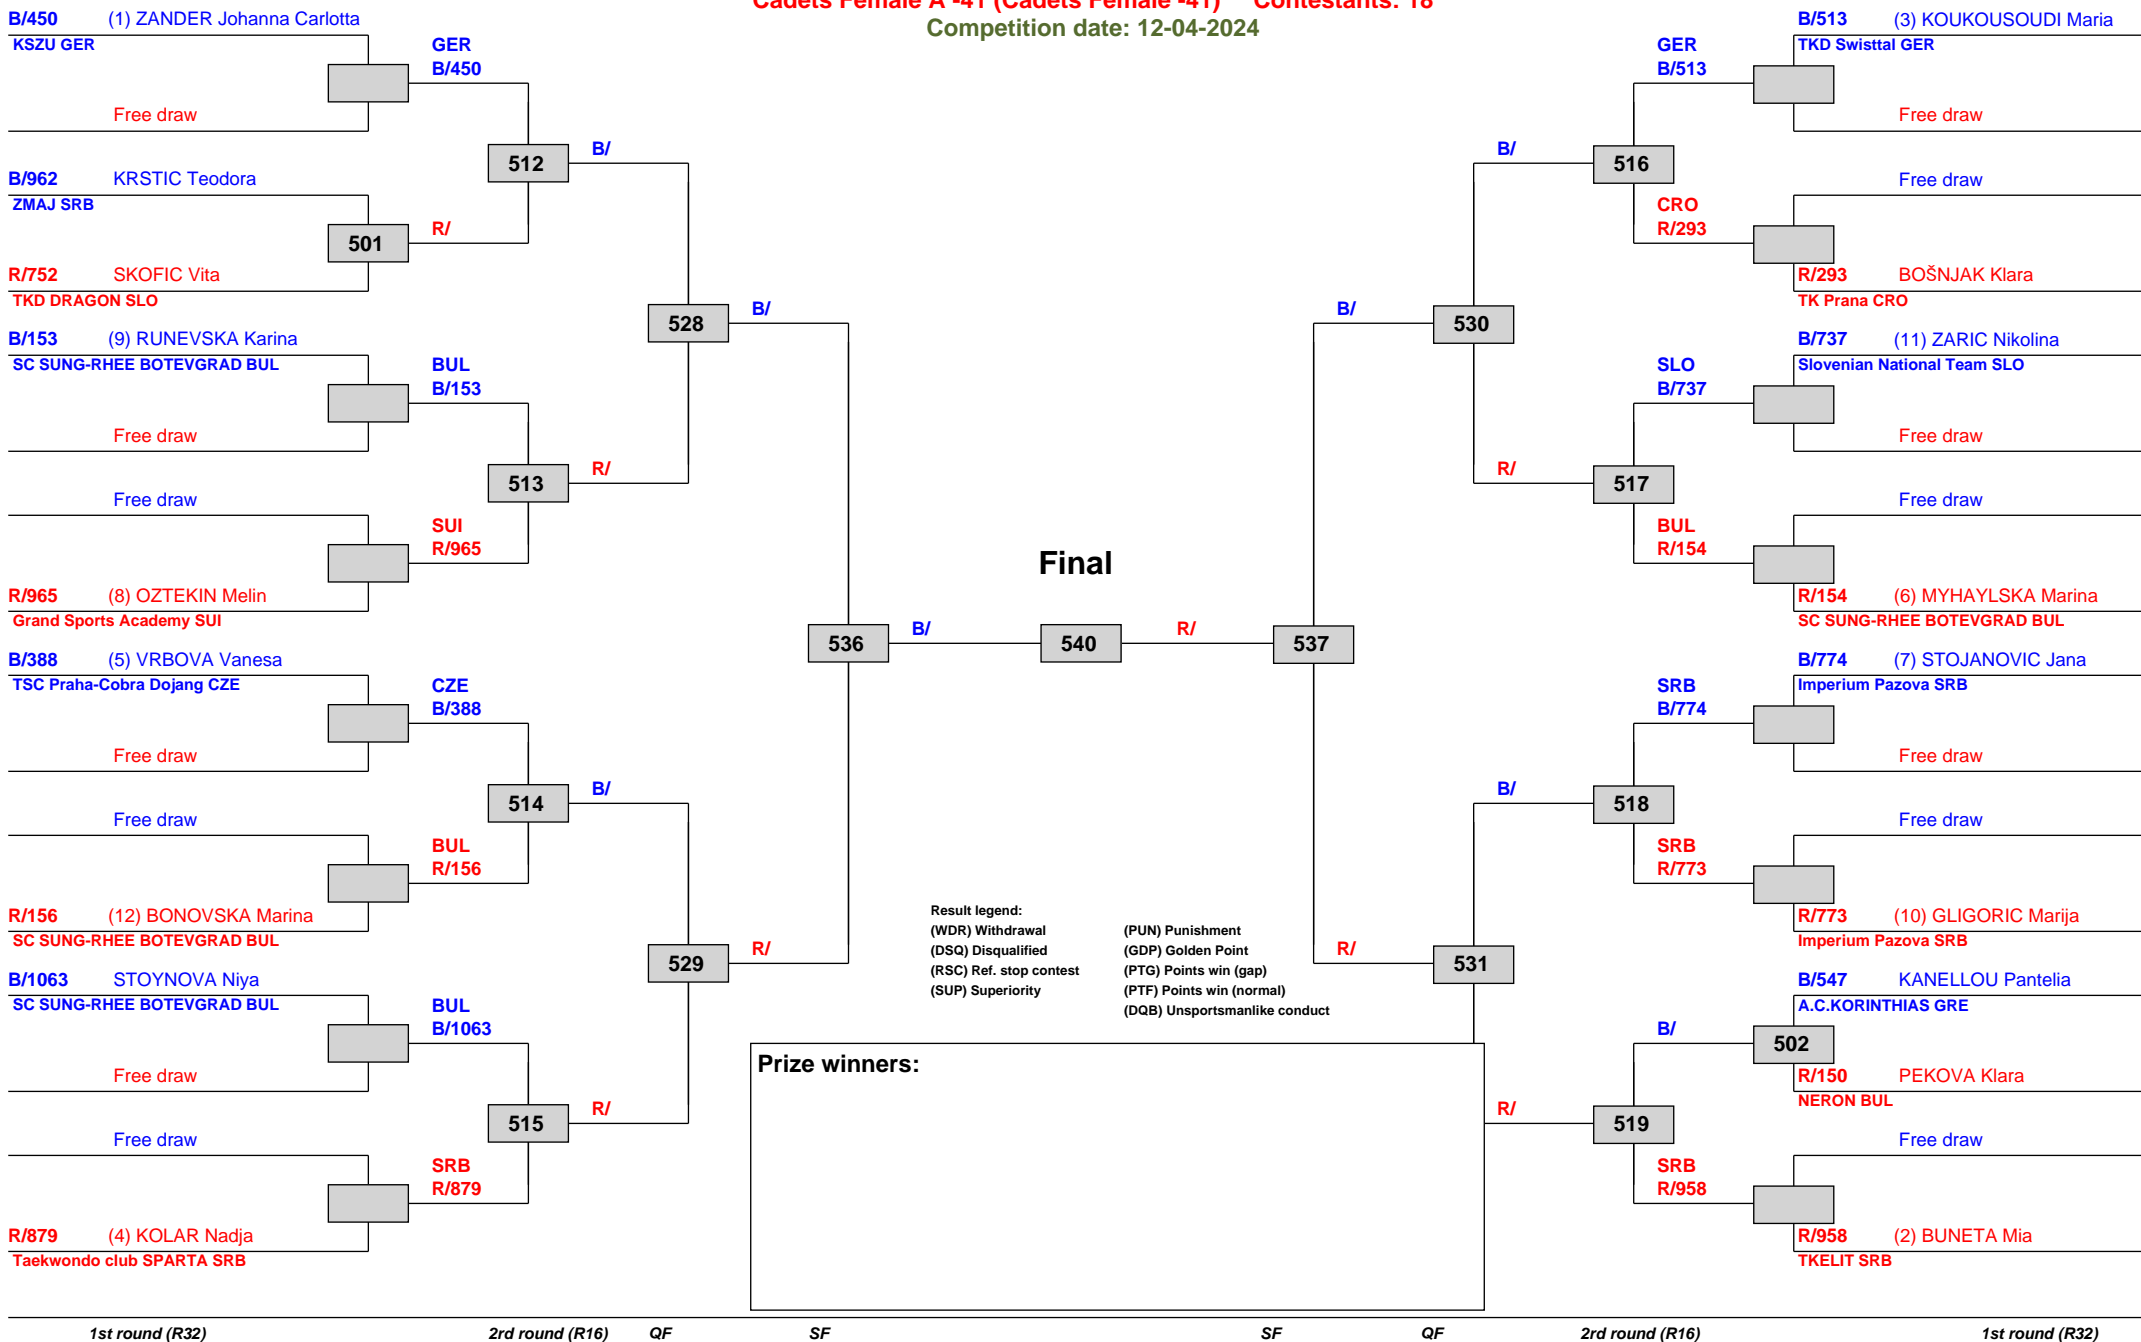 Cadets Female A -41 (Cadets Female -41) Contestants: 18
Competition date: 12-04-2024
B/450 (1) ZANDER Johanna Carlotta
KSZU GER
Free draw
B/962 KRSTIC Teodora
ZMAJ SRB
501
R/752 SKOFIC Vita
TKD DRAGON SLO
B/153 (9) RUNEVSKA Karina
SC SUNG-RHEE BOTEVGRAD BUL
Free draw
Free draw
R/965 (8) OZTEKIN Melin
Grand Sports Academy SUI
B/388 (5) VRBOVA Vanesa
TSC Praha-Cobra Dojang CZE
Free draw
Free draw
R/156 (12) BONOVSKA Marina
SC SUNG-RHEE BOTEVGRAD BUL
B/1063 STOYNOVA Niya
SC SUNG-RHEE BOTEVGRAD BUL
Free draw
Free draw
R/879 (4) KOLAR Nadja
Taekwondo club SPARTA SRB
GER
B/450
512
R/
BUL
B/153
513
SUI
R/965
CZE
B/388
514
BUL
R/156
BUL
B/1063
515
SRB
R/879
B/
528
R/
B/
529
R/
B/
536
R/
B/
Final
540
R/
B/
537
R/
B/
530
R/
B/
531
R/
GER
B/513
516
CRO
R/293
SLO
B/737
517
BUL
R/154
SRB
B/774
518
SRB
R/773
B/
519
SRB
R/958
B/513 (3) KOUKOUSOUDI Maria
TKD Swisttal GER
Free draw
Free draw
R/293 BOŠNJAK Klara
TK Prana CRO
B/737 (11) ZARIC Nikolina
Slovenian National Team SLO
Free draw
Free draw
R/154 (6) MYHAYLSKA Marina
SC SUNG-RHEE BOTEVGRAD BUL
B/774 (7) STOJANOVIC Jana
Imperium Pazova SRB
Free draw
Free draw
R/773 (10) GLIGORIC Marija
Imperium Pazova SRB
B/547 KANELLOU Pantelia
A.C.KORINTHIAS GRE
502
R/150 PEKOVA Klara
NERON BUL
Free draw
R/958 (2) BUNETA Mia
TKELIT SRB
Result legend:
(WDR) Withdrawal (PUN) Punishment
(DSQ) Disqualified (GDP) Golden Point
(RSC) Ref. stop contest (PTG) Points win (gap)
(SUP) Superiority (PTF) Points win (normal)
(DQB) Unsportsmanlike conduct
Prize winners:
1st round (R32) 2rd round (R16) QF SF SF QF 2rd round (R16) 1st round (R32)